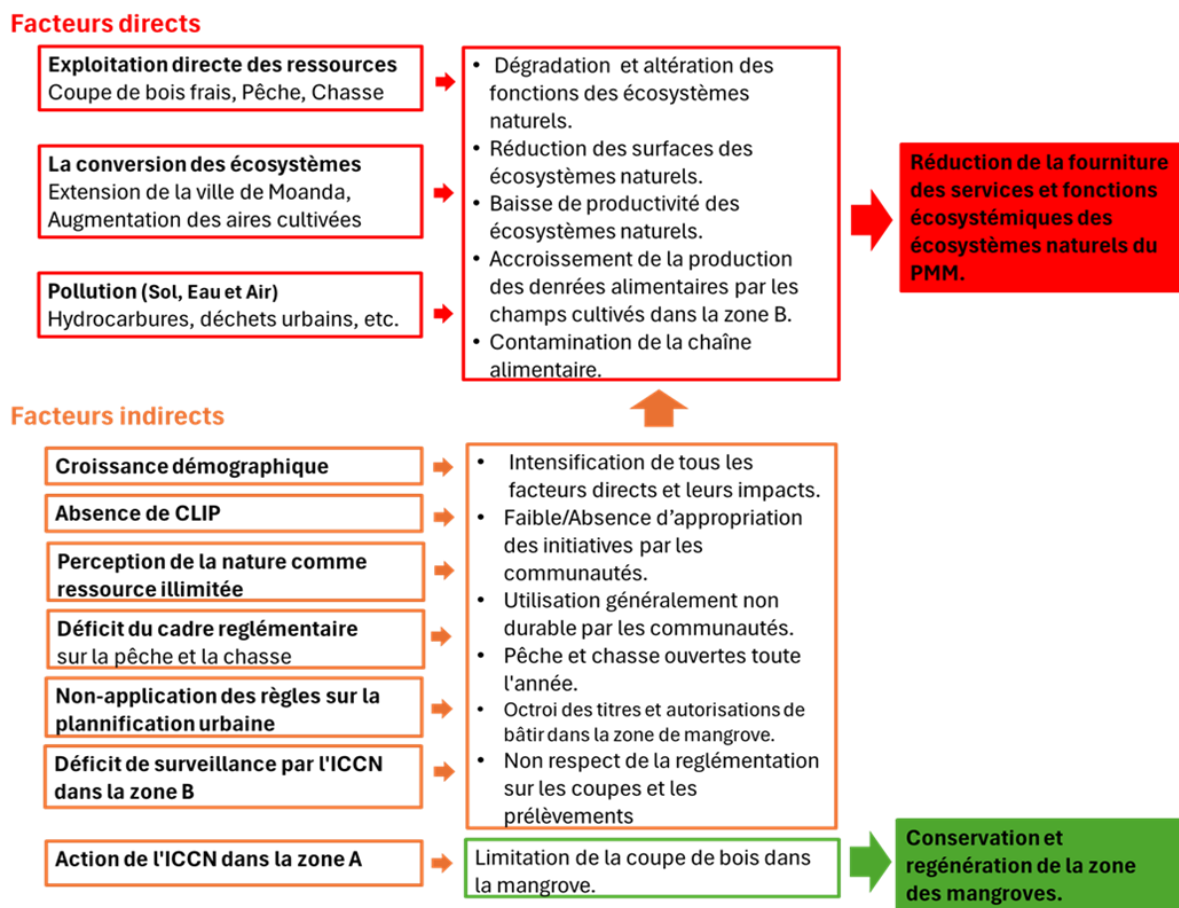 Facteurs directs
Exploitation directe des ressources
Coupe de bois frais, Pêche, Chasse
La conversion des écosystèmes
Extension de la ville de Moanda,
Augmentation des aires cultivées
Pollution (Sol, Eau et Air)
Hydrocarbures, déchets urbains, etc.
• Dégradation et altération des
fonctions des écosystèmes
naturels.
• Réduction des surfaces des
écosystèmes naturels.
• Baisse de productivité des
écosystèmes naturels.
• Accroissement de la production
des denrées alimentaires par les
champs cultivés dans la zone B.
• Contamination de la chaîne
alimentaire.
Réduction de la fourniture
des services et fonctions
écosystémiques des
écosystèmes naturels du
PMM.
Facteurs indirects
Croissance démographique
Absence de CLIP
Perception de la nature comme
ressource illimitée
Déficit du cadre reglémentaire
sur la pêche et la chasse
Non-application des règles sur la
plannification urbaine
Déficit de surveillance par l'ICCN
dans la zone B
Action de l'ICCN dans la zone A
• Intensification de tous les
facteurs directs et leurs impacts.
• Faible/Absence d’appropriation
des initiatives par les
communautés.
• Utilisation généralement non
durable par les communautés.
• Pêche et chasse ouvertes toute
l'année.
• Octroi des titres et autorisations de
bâtir dans la zone de mangrove.
• Non respect de la reglémentation
sur les coupes et les
prélèvements
Limitation de la coupe de bois dans
la mangrove.
Conservation et
regénération de la zone
des mangroves.